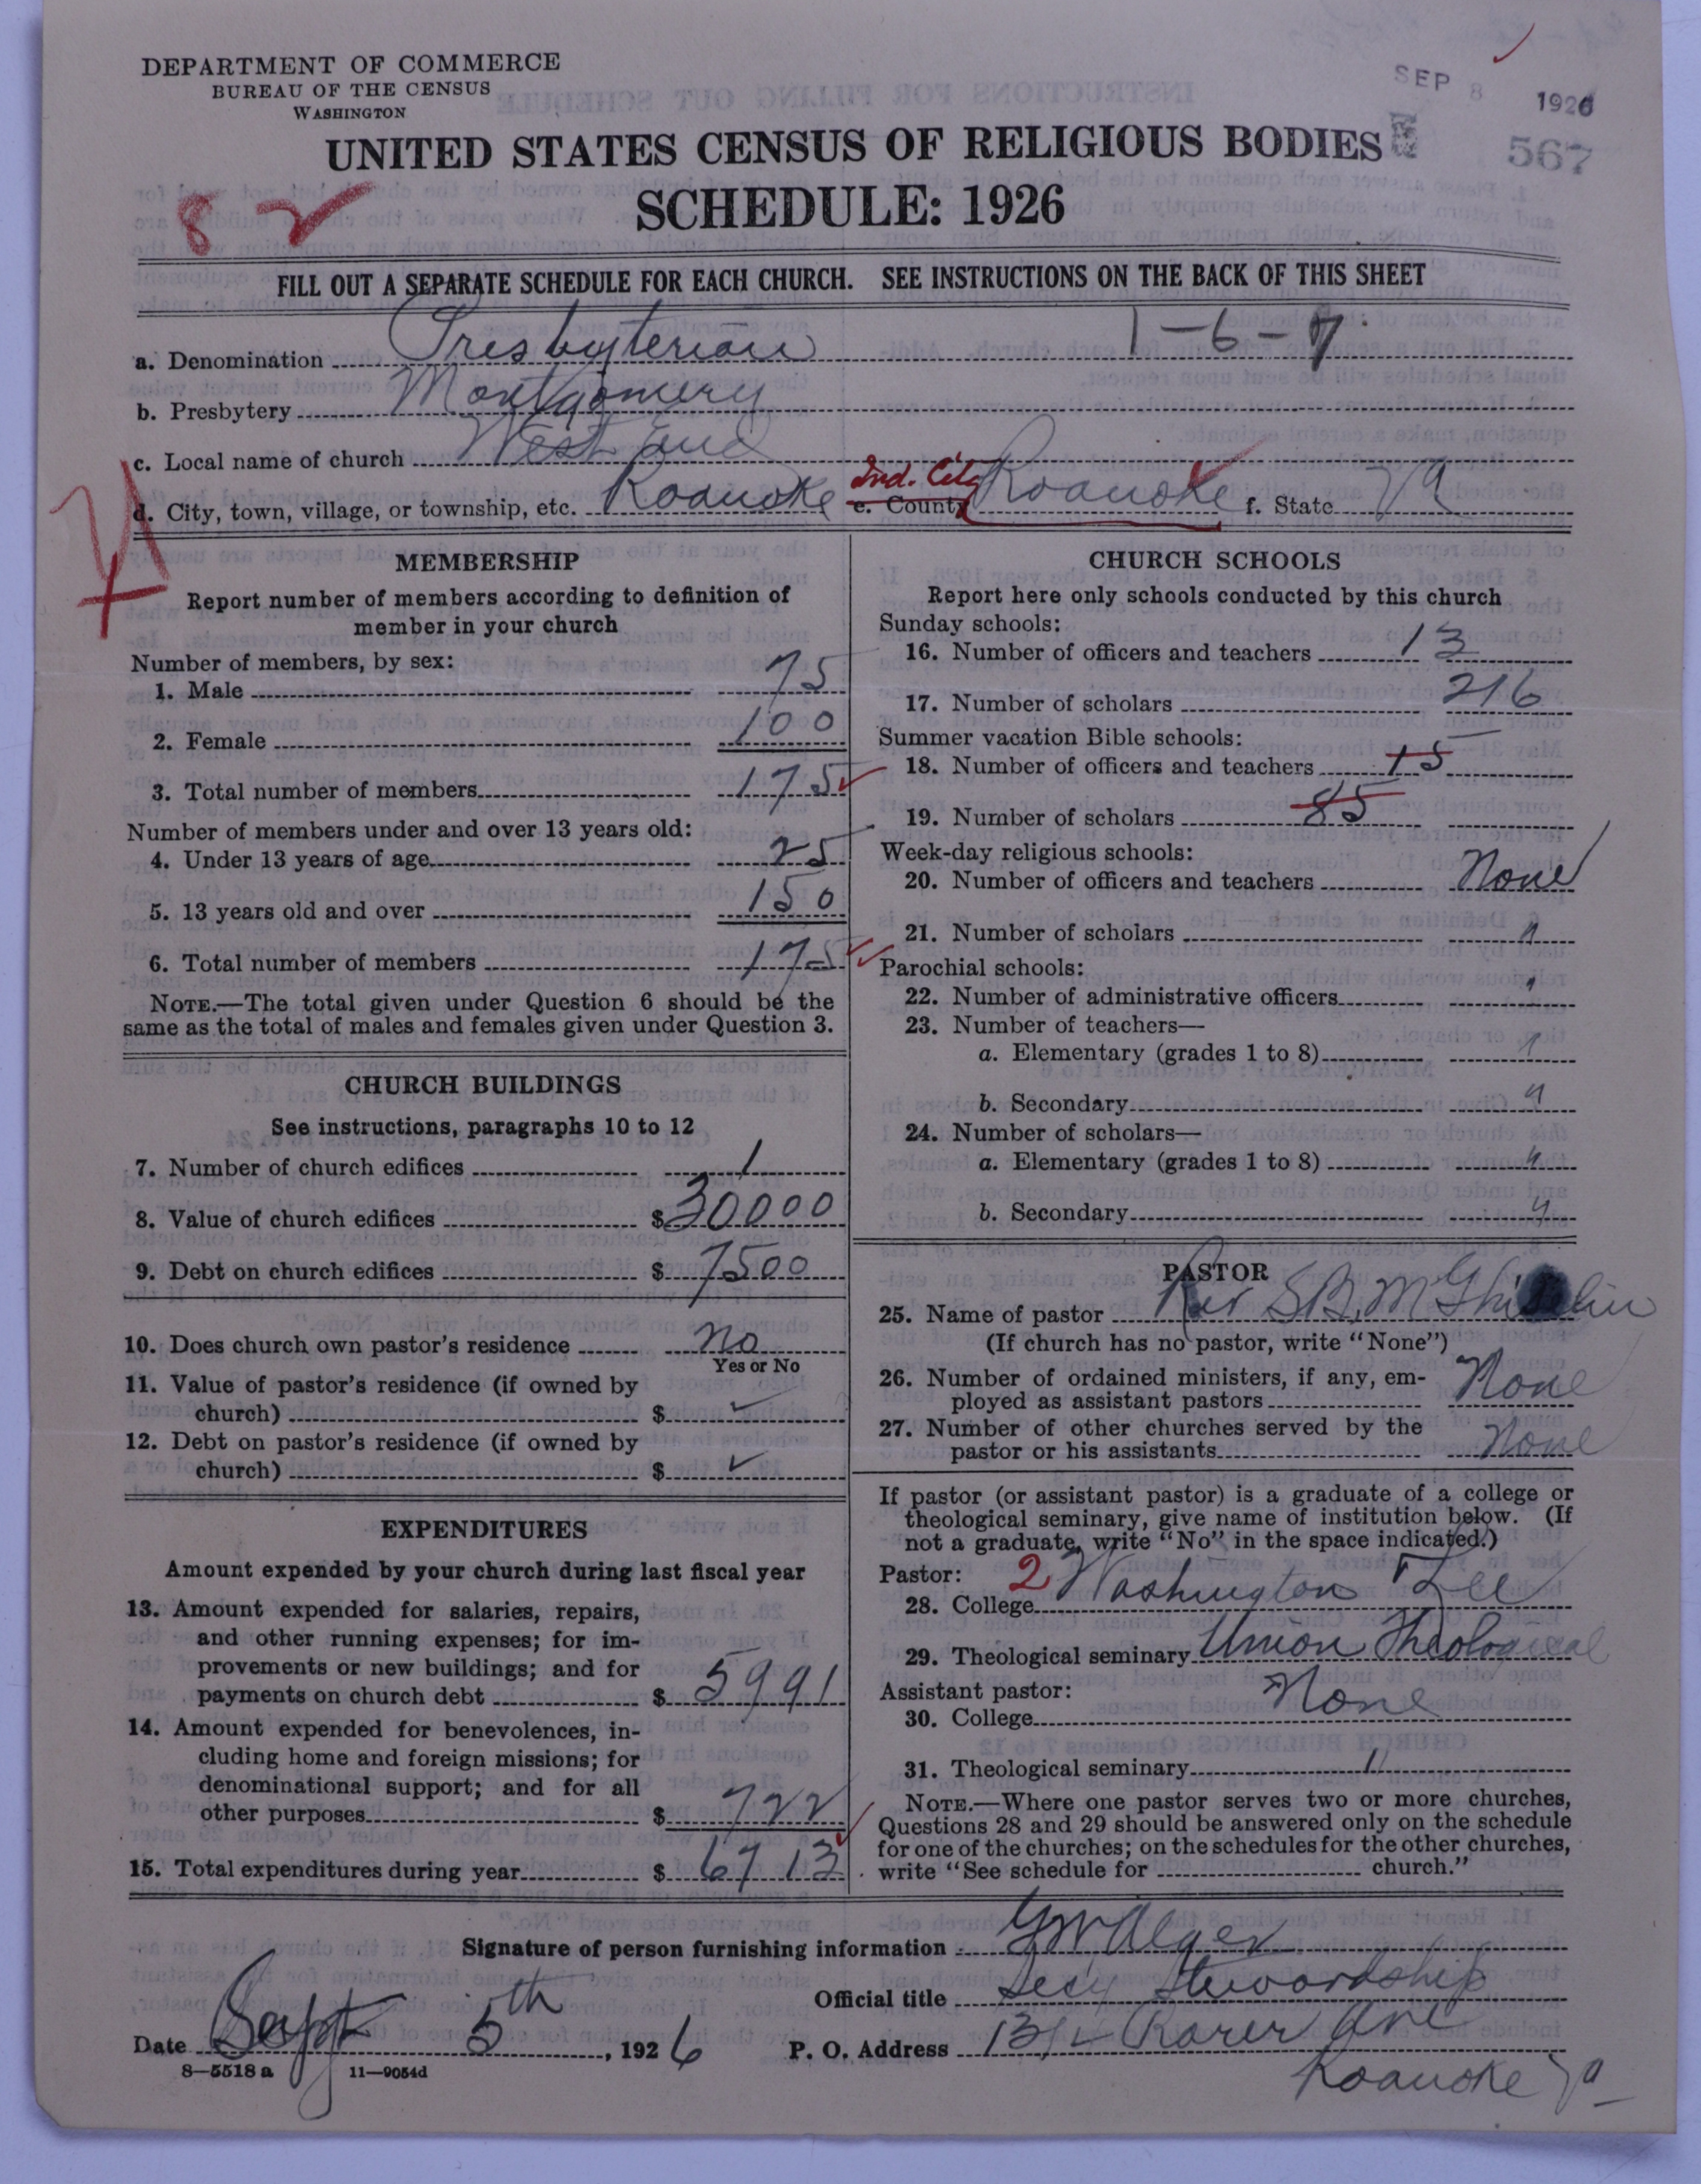 DEPARTMENT OF COMMERCE
BUREAU OF THE CENSUS
WASHINGTON
SEP 8 1926
567
UNITED STATES CENSUS OF RELIGIOUS BODIES
SCHEDULE: 1926
8 2
FILL OUT A SEPARATE SCHEDULE FOR EACH CHURCH. SEE INSTRUCTIONS ON THE BACK OF THIS SHEET
1-6-7
a. Denomination Presbyterian
b. Presbytery Montgomery
c. Local name of church West End
d. City, town, village, or township, etc. Roanoke Ind. City e. County Roanoke f. State Va
MEMBERSHIP
Report number of members according to definition of
member in your church
Number of members, by sex:
1. Male 75
2. Female 100
3. Total number of members 175
Number of members under and over 13 years old:
4. Under 13 years of age 25
5. 13 years old and over 150
6. Total number of members 175
NOTE.—The total given under Question 6 should be the
same as the total of males and females given under Question 3.
CHURCH BUILDINGS
See instructions, paragraphs 10 to 12
7. Number of church edifices 1
8. Value of church edifices $ 30000
9. Debt on church edifices $ 7500
10. Does church own pastor's residence No
Yes or No
11. Value of pastor's residence (if owned by
church) $
12. Debt on pastor's residence (if owned by
church) $
EXPENDITURES
Amount expended by your church during last fiscal year
13. Amount expended for salaries, repairs,
and other running expenses; for im-
provements or new buildings; and for
payments on church debt $ 5991
14. Amount expended for benevolences, in-
cluding home and foreign missions; for
denominational support; and for all
other purposes $ 722
15. Total expenditures during year $ 6713
CHURCH SCHOOLS
Report here only schools conducted by this church
Sunday schools:
16. Number of officers and teachers 13
17. Number of scholars 216
Summer vacation Bible schools:
18. Number of officers and teachers 15
19. Number of scholars 85
Week-day religious schools:
20. Number of officers and teachers None
21. Number of scholars "
Parochial schools:
22. Number of administrative officers "
23. Number of teachers—
a. Elementary (grades 1 to 8) "
b. Secondary "
24. Number of scholars—
a. Elementary (grades 1 to 8) "
b. Secondary "
PASTOR
25. Name of pastor Rev S B M
(If church has no pastor, write "None")
26. Number of ordained ministers, if any, em-
ployed as assistant pastors None
27. Number of other churches served by the
pastor or his assistants None
If pastor (or assistant pastor) is a graduate of a college or
theological seminary, give name of institution below. (If
not a graduate, write "No" in the space indicated.)
Pastor:
28. College 2 Washington & Lee
29. Theological seminary Union Theological
Assistant pastor:
30. College None
31. Theological seminary "
NOTE.—Where one pastor serves two or more churches,
Questions 28 and 29 should be answered only on the schedule
for one of the churches; on the schedules for the other churches,
write "See schedule for church."
Signature of person furnishing information G W Alger
Official title Secy Stewardship
Date Sept 5th, 1926 P. O. Address 1312 Rorer Ave
Roanoke Va
8—5518 a 11—9054d